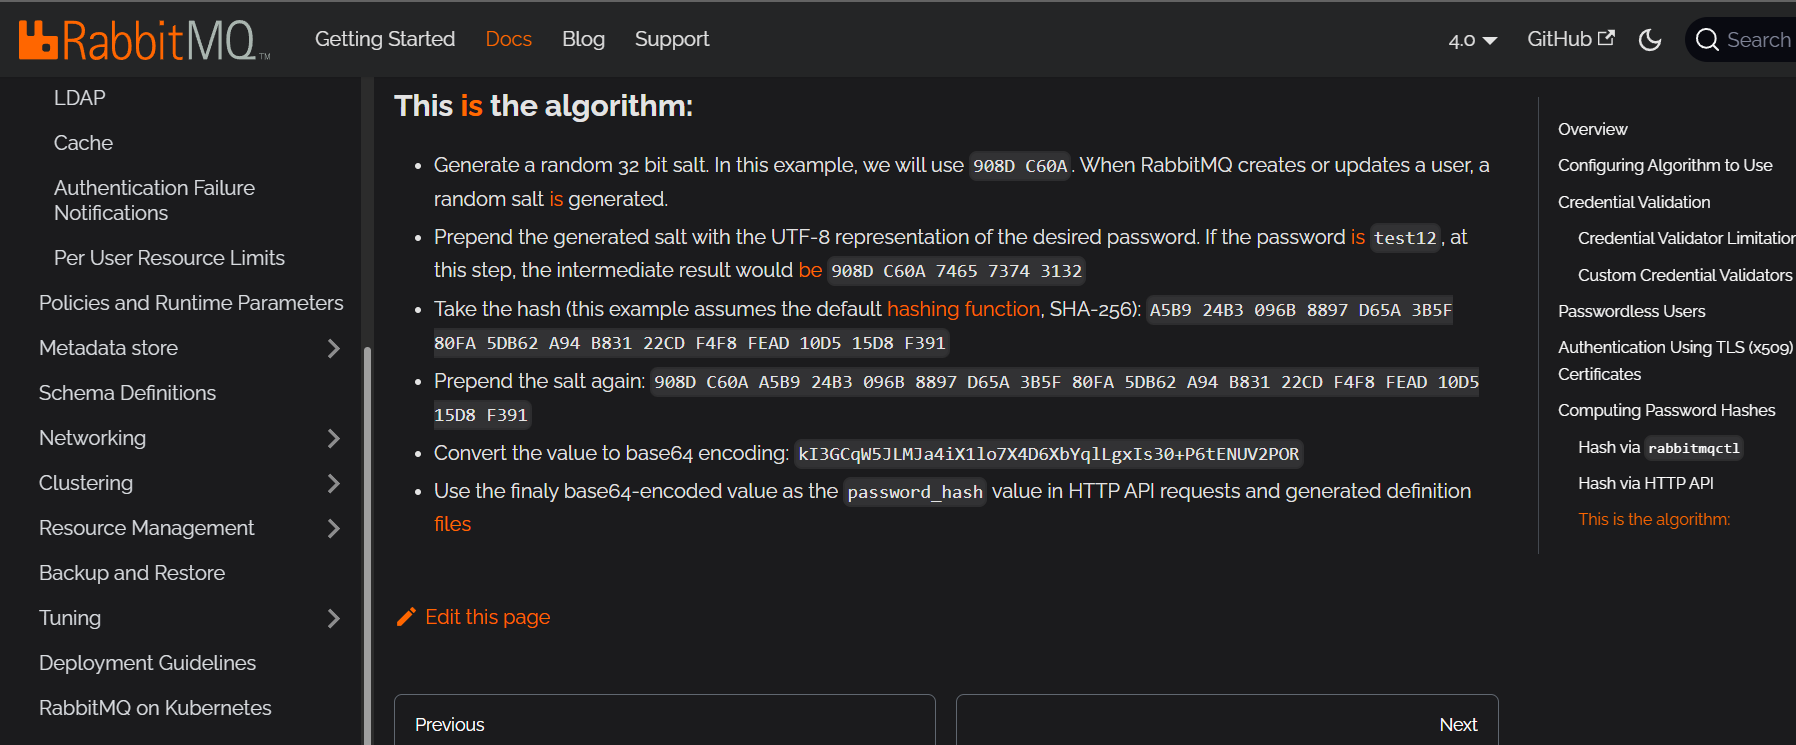 RabbitMQ™
Getting Started
Docs
Blog
Support
4.0
GitHub
Search
LDAP
Cache
Authentication Failure
Notifications
Per User Resource Limits
Policies and Runtime Parameters
Metadata store
Schema Definitions
Networking
Clustering
Resource Management
Backup and Restore
Tuning
Deployment Guidelines
RabbitMQ on Kubernetes
This is the algorithm:
• Generate a random 32 bit salt. In this example, we will use 908D C60A. When RabbitMQ creates or updates a user, a
random salt is generated.
• Prepend the generated salt with the UTF-8 representation of the desired password. If the password is test12, at
this step, the intermediate result would be 908D C60A 7465 7374 3132
• Take the hash (this example assumes the default hashing function, SHA-256): A5B9 24B3 096B 8897 D65A 3B5F
80FA 5DB62 A94 B831 22CD F4F8 FEAD 10D5 15D8 F391
• Prepend the salt again: 908D C60A A5B9 24B3 096B 8897 D65A 3B5F 80FA 5DB62 A94 B831 22CD F4F8 FEAD 10D5
15D8 F391
• Convert the value to base64 encoding: kI3GCqW5JLMJa4iX1lo7X4D6XbYqlLgxIs30+P6tENUV2POR
• Use the finaly base64-encoded value as the password_hash value in HTTP API requests and generated definition
files
Edit this page
Previous
Next
Overview
Configuring Algorithm to Use
Credential Validation
Credential Validator Limitation
Custom Credential Validators
Passwordless Users
Authentication Using TLS (x509)
Certificates
Computing Password Hashes
Hash via rabbitmqctl
Hash via HTTP API
This is the algorithm: